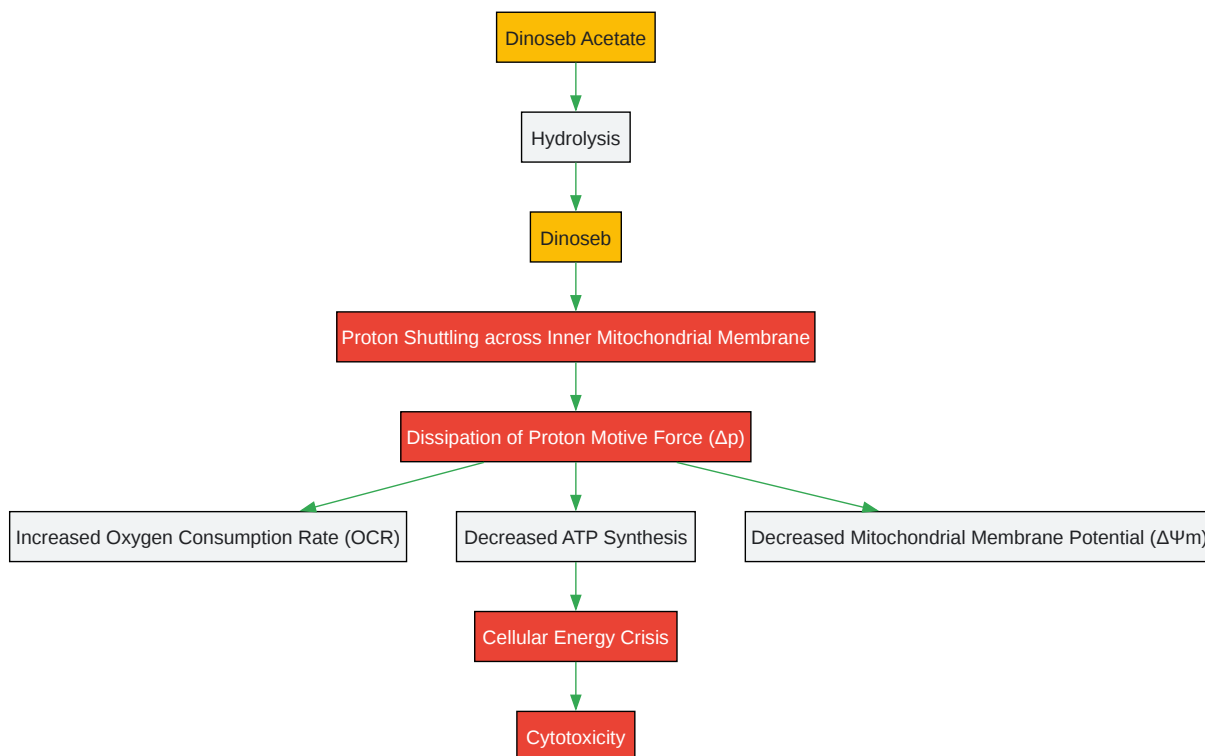 Dinoseb Acetate
Hydrolysis
Dinoseb
Proton Shuttling across Inner Mitochondrial Membrane
Dissipation of Proton Motive Force (Δp)
Increased Oxygen Consumption Rate (OCR)
Decreased ATP Synthesis
Decreased Mitochondrial Membrane Potential (ΔΨm)
Cellular Energy Crisis
Cytotoxicity